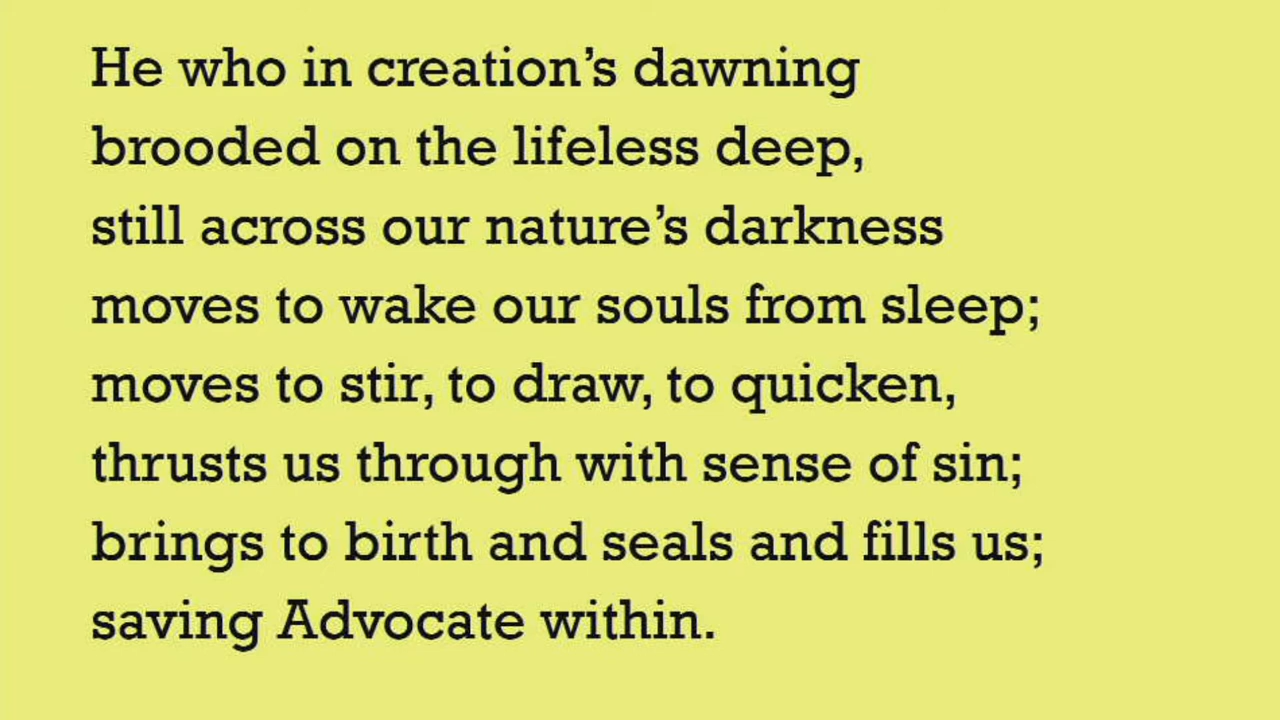 He who in creation’s dawning
brooded on the lifeless deep,
still across our nature’s darkness
moves to wake our souls from sleep;
moves to stir, to draw, to quicken,
thrusts us through with sense of sin;
brings to birth and seals and fills us;
saving Advocate within.